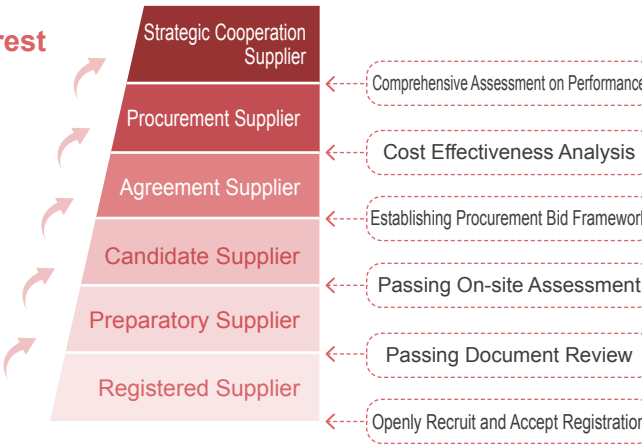 rest
Strategic Cooperation
Supplier
Comprehensive Assessment on Performance
Procurement Supplier
Cost Effectiveness Analysis
Agreement Supplier
Establishing Procurement Bid Framework
Candidate Supplier
Passing On-site Assessment
Preparatory Supplier
Passing Document Review
Registered Supplier
Openly Recruit and Accept Registration